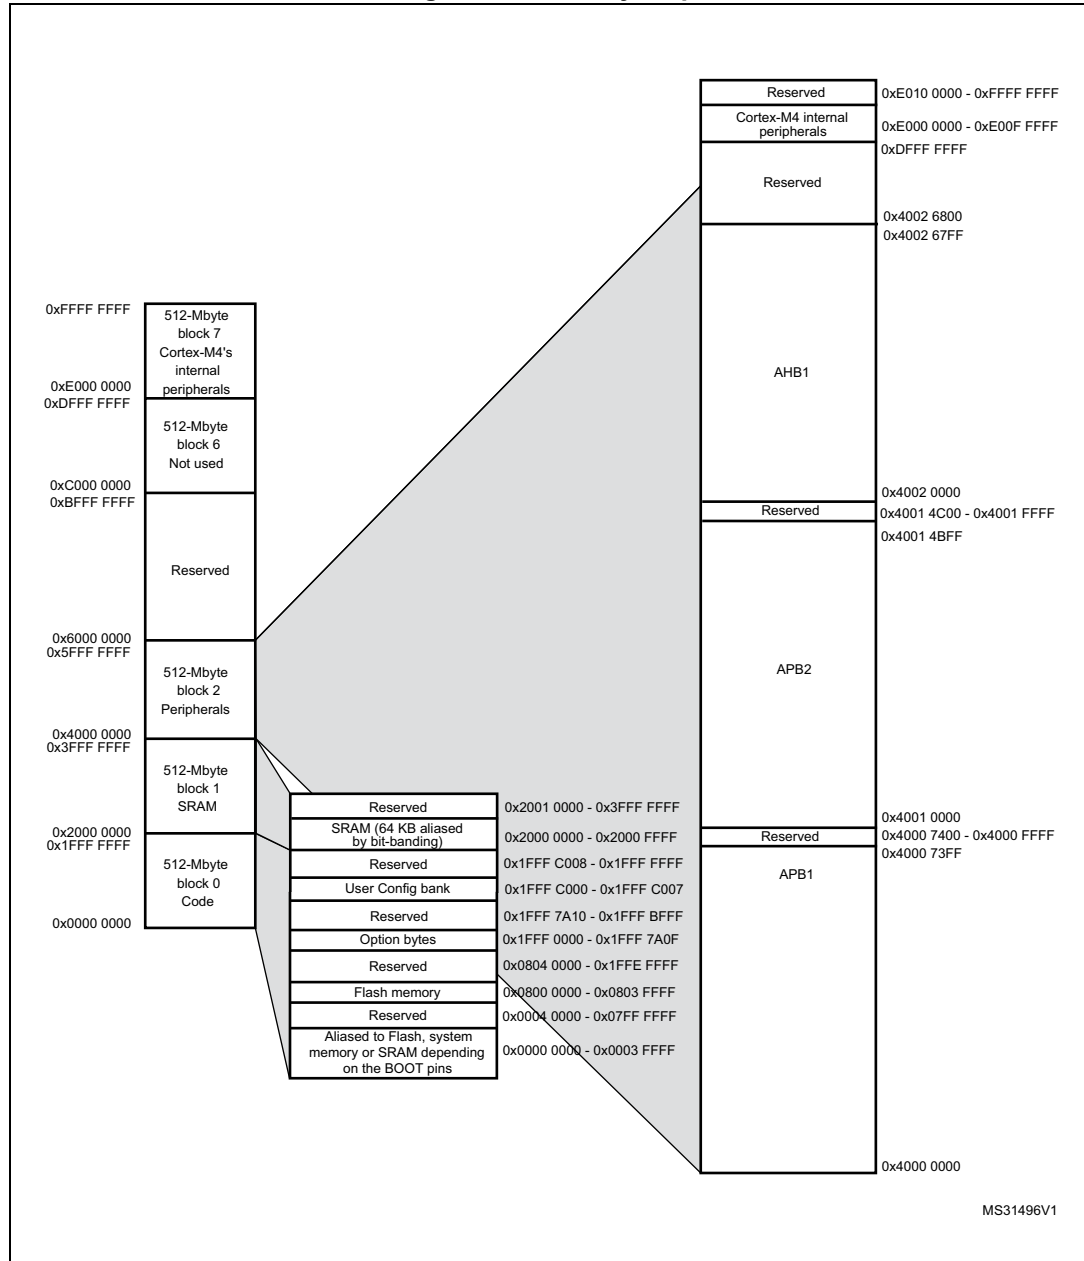 0xFFFF FFFF
512-Mbyte
block 7
Cortex-M4's
internal
peripherals
0xE000 0000
0xDFFF FFFF
512-Mbyte
block 6
Not used
0xC000 0000
0xBFFF FFFF
Reserved
0x6000 0000
0x5FFF FFFF
512-Mbyte
block 2
Peripherals
0x4000 0000
0x3FFF FFFF
512-Mbyte
block 1
SRAM
0x2000 0000
0x1FFF FFFF
512-Mbyte
block 0
Code
0x0000 0000
Reserved 0x2001 0000 - 0x3FFF FFFF
SRAM (64 KB aliased
by bit-banding)
0x2000 0000 - 0x2000 FFFF
Reserved 0x1FFF C008 - 0x1FFF FFFF
User Config bank 0x1FFF C000 - 0x1FFF C007
Reserved 0x1FFF 7A10 - 0x1FFF BFFF
Option bytes 0x1FFF 0000 - 0x1FFF 7A0F
Reserved 0x0804 0000 - 0x1FFE FFFF
Flash memory 0x0800 0000 - 0x0803 FFFF
Reserved 0x0004 0000 - 0x07FF FFFF
Aliased to Flash, system
memory or SRAM depending
on the BOOT pins
0x0000 0000 - 0x0003 FFFF
Reserved 0xE010 0000 - 0xFFFF FFFF
Cortex-M4 internal
peripherals
0xE000 0000 - 0xE00F FFFF
0xDFFF FFFF
Reserved
0x4002 6800
0x4002 67FF
AHB1
0x4002 0000
Reserved 0x4001 4C00 - 0x4001 FFFF
0x4001 4BFF
APB2
0x4001 0000
Reserved 0x4000 7400 - 0x4000 FFFF
0x4000 73FF
APB1
0x4000 0000
MS31496V1